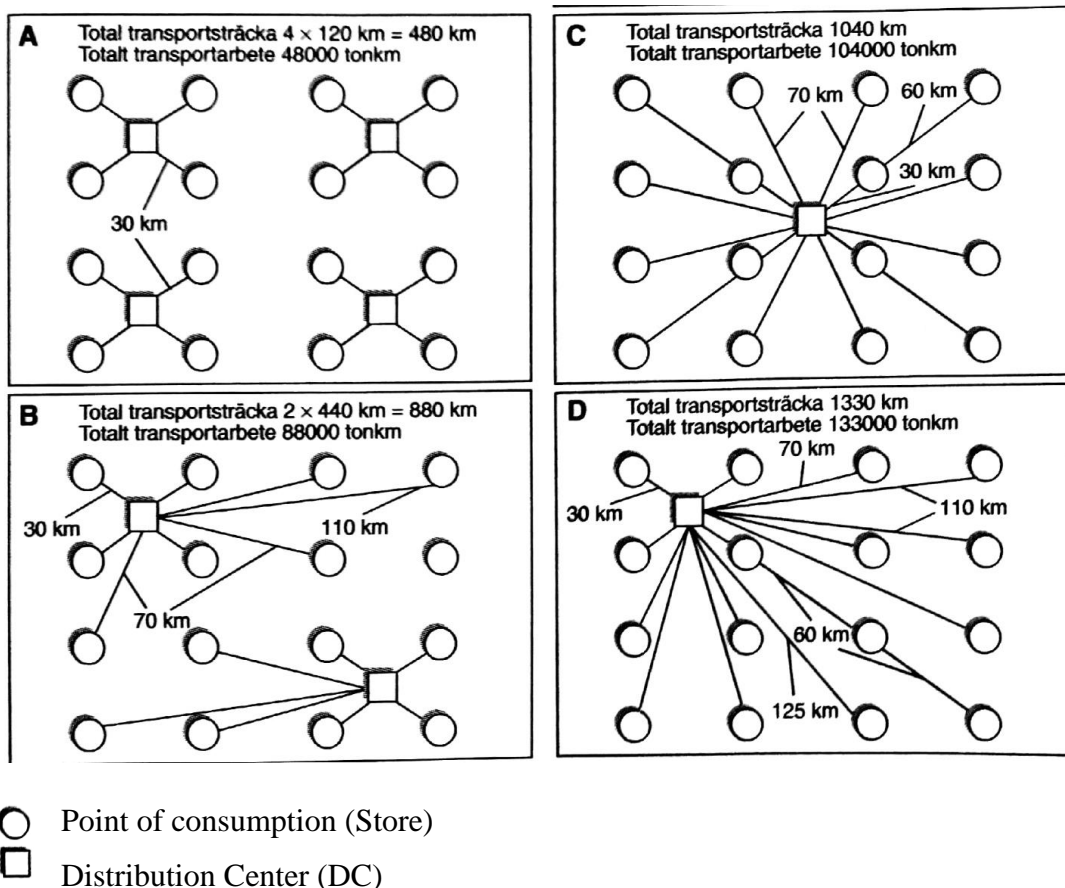 A
Total transportsträcka 4 × 120 km = 480 km
Totalt transportarbete 48000 tonkm
30 km
B
Total transportsträcka 2 × 440 km = 880 km
Totalt transportarbete 88000 tonkm
30 km
110 km
70 km
C
Total transportsträcka 1040 km
Totalt transportarbete 104000 tonkm
70 km
60 km
30 km
D
Total transportsträcka 1330 km
Totalt transportarbete 133000 tonkm
70 km
30 km
110 km
60 km
125 km
Point of consumption (Store)
Distribution Center (DC)